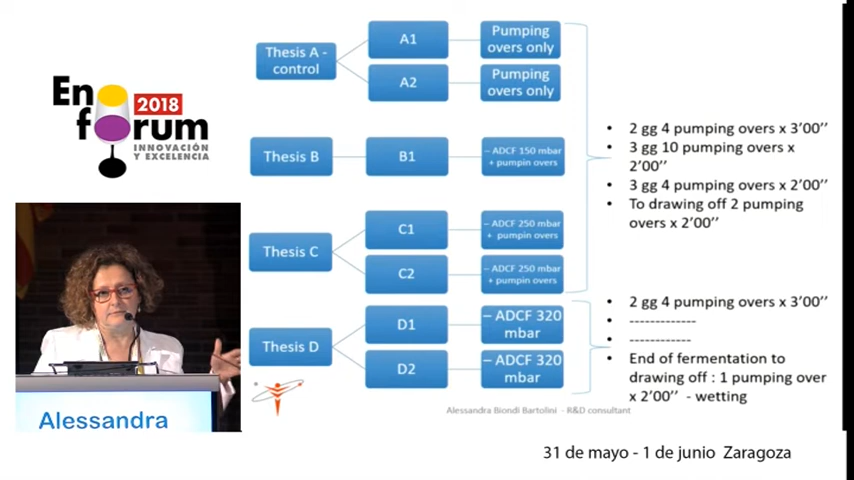 Eno
forum
2018
INNOVACIÓN
Y EXCELENCIA
Thesis A -
control
A1
Pumping
overs only
A2
Pumping
overs only
Thesis B
B1
– ADCF 150 mbar
+ pumpin overs
Thesis C
C1
– ADCF 250 mbar
+ pumpin overs
C2
– ADCF 250 mbar
+ pumpin overs
Thesis D
D1
– ADCF 320
mbar
D2
– ADCF 320
mbar
• 2 gg 4 pumping overs x 3’00’’
• 3 gg 10 pumping overs x
2’00’’
• 3 gg 4 pumping overs x 2’00’’
• To drawing off 2 pumping
overs x 2’00’’
• 2 gg 4 pumping overs x 3’00’’
• -------------
• ------------
• End of fermentation to
drawing off : 1 pumping over
x 2’00’’ - wetting
Alessandra Biondi Bartolini - R&D consultant
Alessandra
31 de mayo - 1 de junio Zaragoza